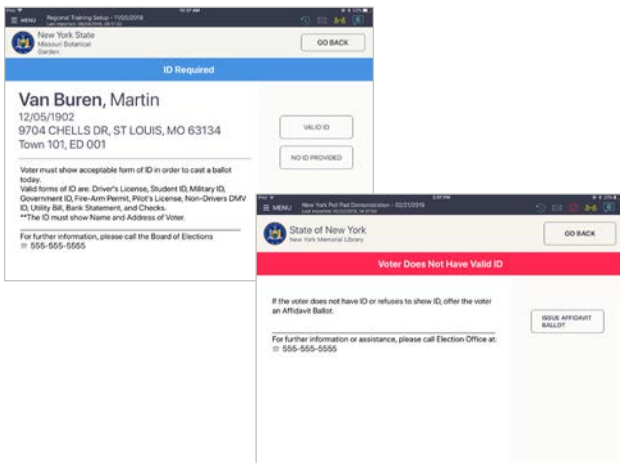 10:37 AM
MENU
Regional Training Setup - 11/05/2019
New York State
Missouri Botanical
Garden
GO BACK
ID Required
Van Buren, Martin
12/05/1902
9704 CHELLS DR, ST LOUIS, MO 63134
Town 101, ED 001
VALID ID
NO ID PROVIDED
Voter must show acceptable form of ID in order to cast a ballot
today.
Valid forms of ID are: Driver's License, Student ID, Military ID,
Government ID, Fire-Arm Permit, Pilot's License, Non-Drivers DMV
ID, Utility Bill, Bank Statement, and Checks.
**The ID must show Name and Address of Voter.
For further information, please call the Board of Elections
555-555-5555
MENU
New York Poll Pad Demonstration - 02/21/2019
State of New York
New York Memorial Library
GO BACK
Voter Does Not Have Valid ID
If the voter does not have ID or refuses to show ID, offer the voter
an Affidavit Ballot.
ISSUE AFFIDAVIT
BALLOT
For further information or assistance, please call Election Office at:
555-555-5555